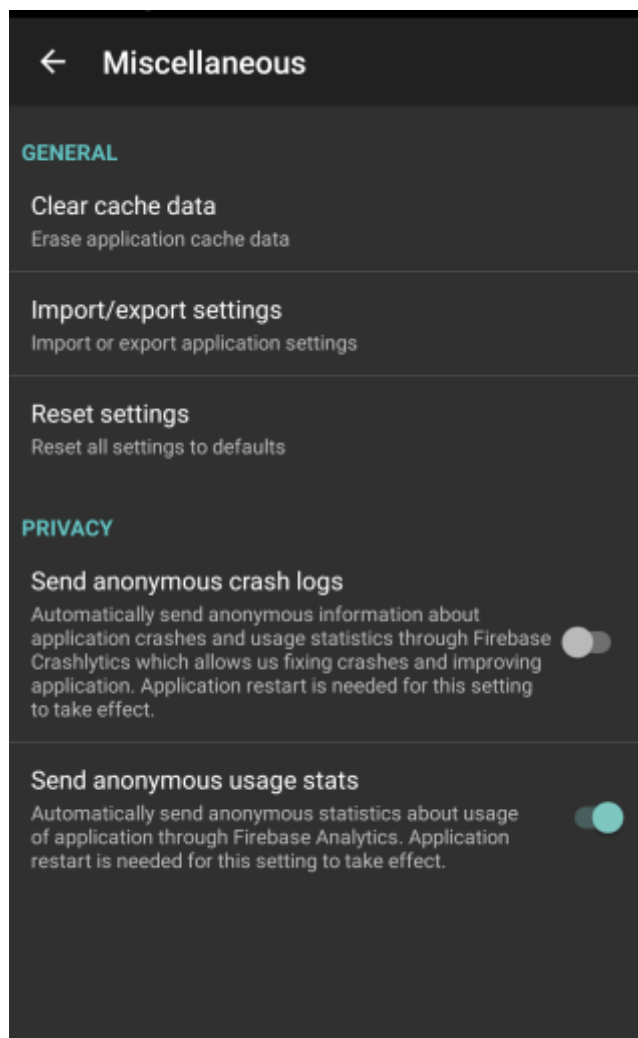 Miscellaneous
GENERAL
Clear cache data
Erase application cache data
Import/export settings
Import or export application settings
Reset settings
Reset all settings to defaults
PRIVACY
Send anonymous crash logs
Automatically send anonymous information about
application crashes and usage statistics through Firebase
Crashlytics which allows us fixing crashes and improving
application. Application restart is needed for this setting
to take effect.
Send anonymous usage stats
Automatically send anonymous statistics about usage
of application through Firebase Analytics. Application
restart is needed for this setting to take effect.